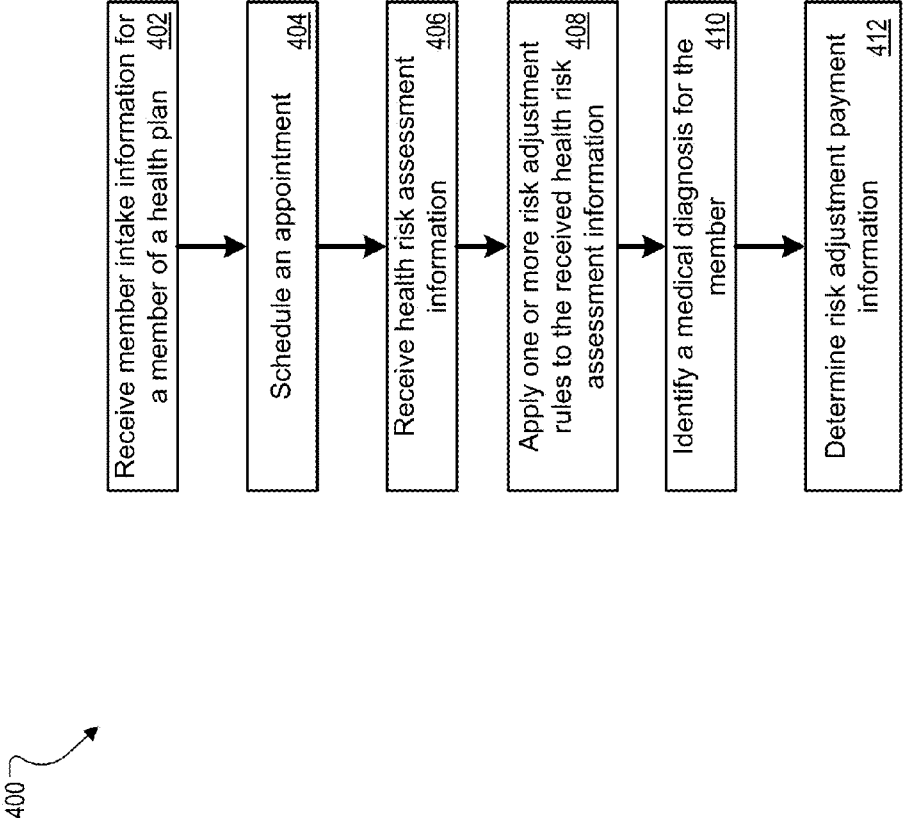 400
Receive member intake information for
a member of a health plan 402
Schedule an appointment
404
Receive health risk assessment
information 406
Apply one or more risk adjustment
rules to the received health risk 408
assessment information
Identify a medical diagnosis for the
member 410
Determine risk adjustment payment
information 412